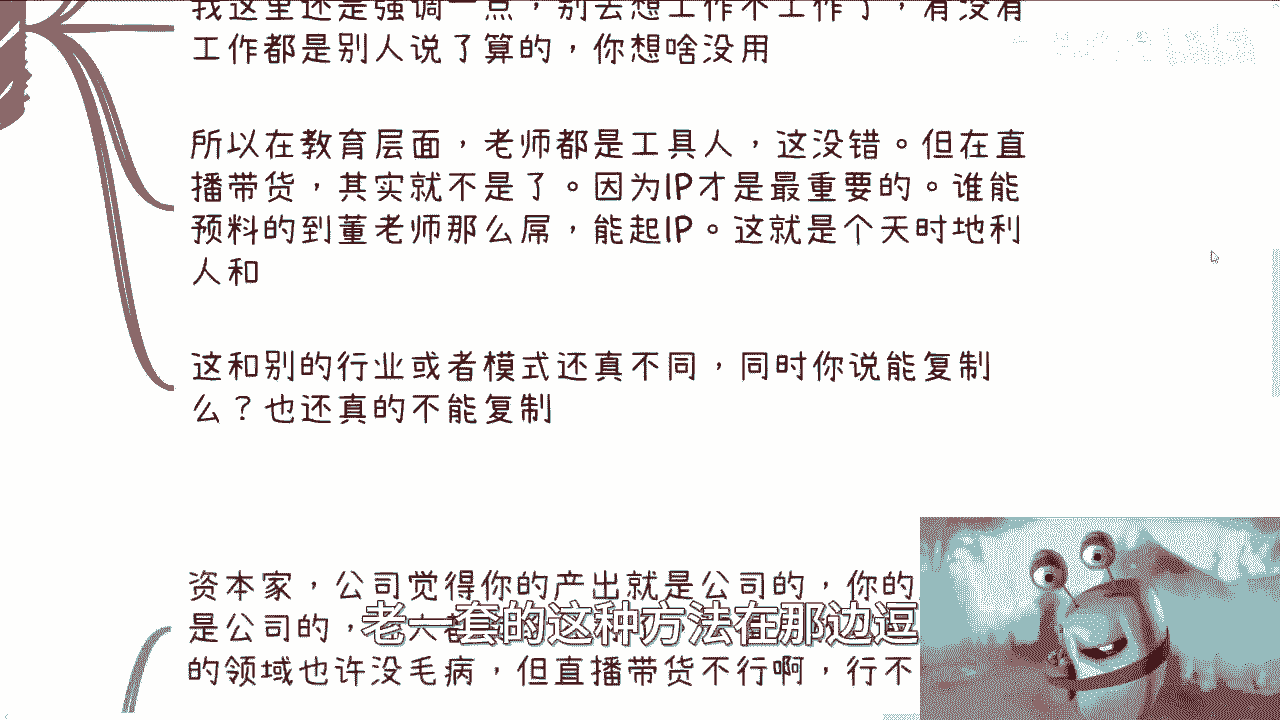 我这里还是强调一点，别去想工作不工作了，有没有
工作都是别人说了算的，你想啥没用
所以在教育层面，老师都是工具人，这没错。但在直
播带货，其实就不是了。因为IP才是最重要的。谁能
预料的到董老师那么屌，能起IP。这就是个天时地利
人和
这和别的行业或者模式还真不同，同时你说能复制
么？也还真的不能复制
资本家，公司觉得你的产出就是公司的，你的
是公司的，
老一套的这种方法在那边逗
的领域也许没毛病，但直播带货不行啊，行不